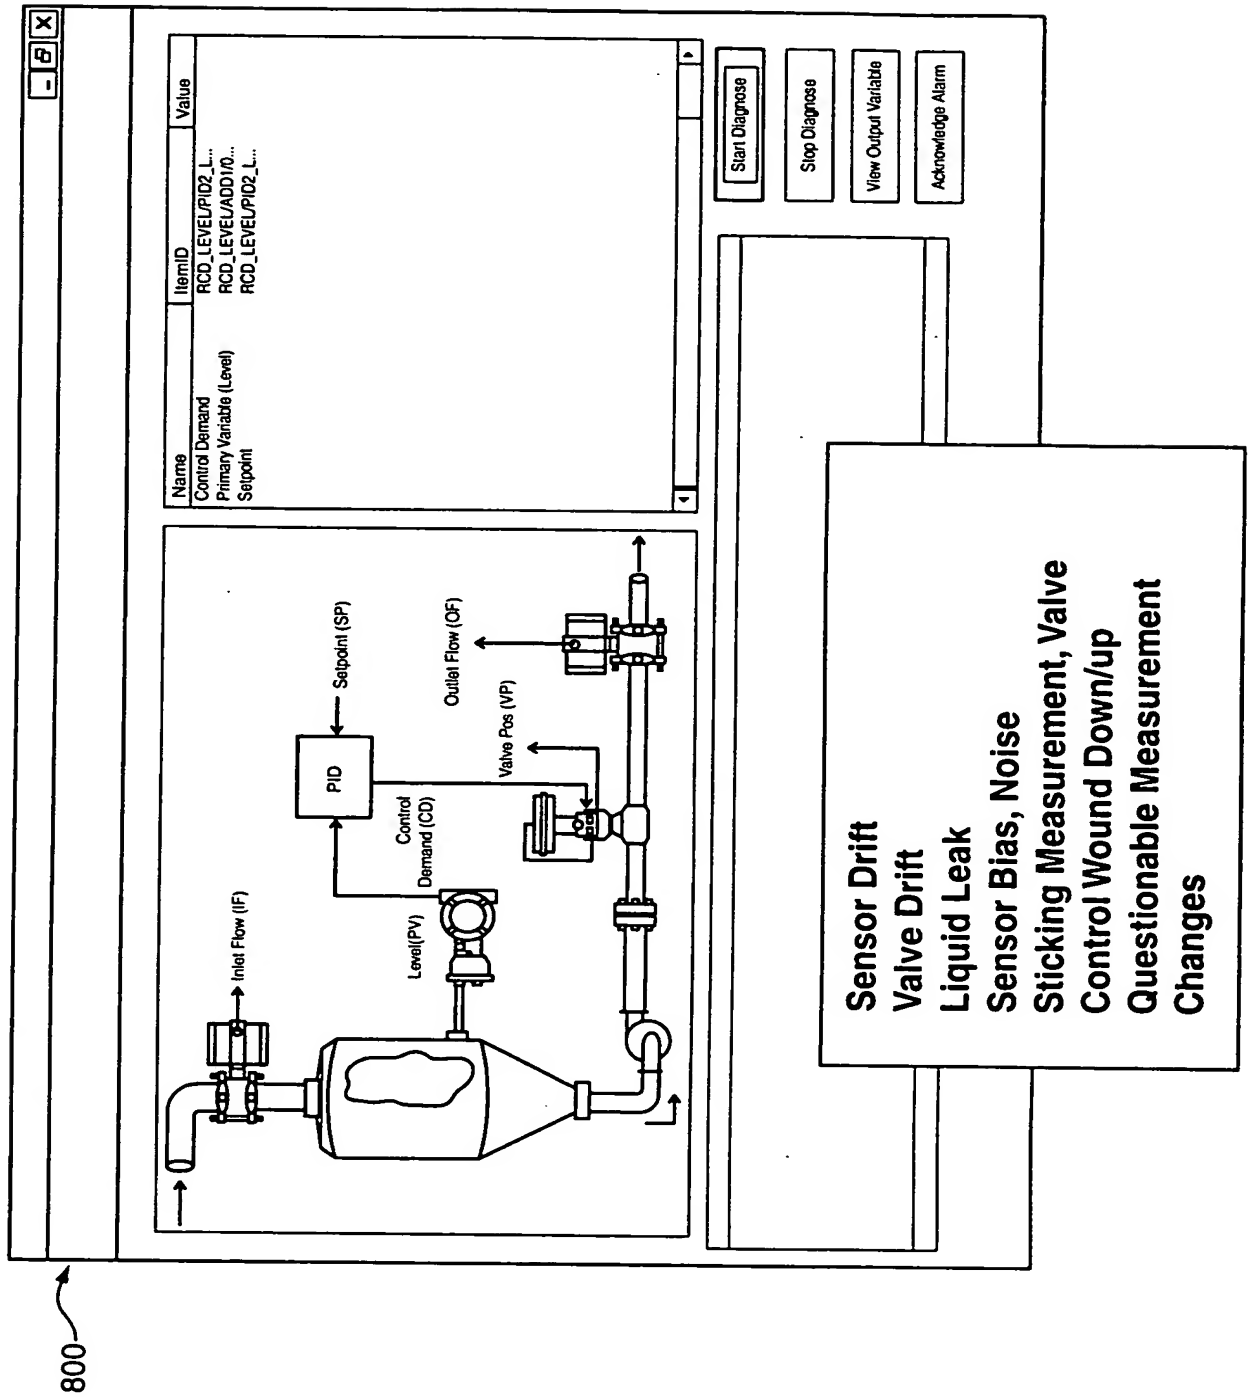 800
Name ItemID Value
Control Demand RCD_LEVEL/PID2_L...
Primary Variable (Level) RCD_LEVEL/ADD1/0...
Setpoint RCD_LEVEL/PID2_L...
Inlet Flow (IF)
Level(PV)
Control
Demand (CD)
PID
Setpoint (SP)
Valve Pos (VP)
Outlet Flow (OF)
Start Diagnose
Stop Diagnose
View Output Variable
Acknowledge Alarm
Sensor Drift
Valve Drift
Liquid Leak
Sensor Bias, Noise
Sticking Measurement, Valve
Control Wound Down/up
Questionable Measurement
Changes